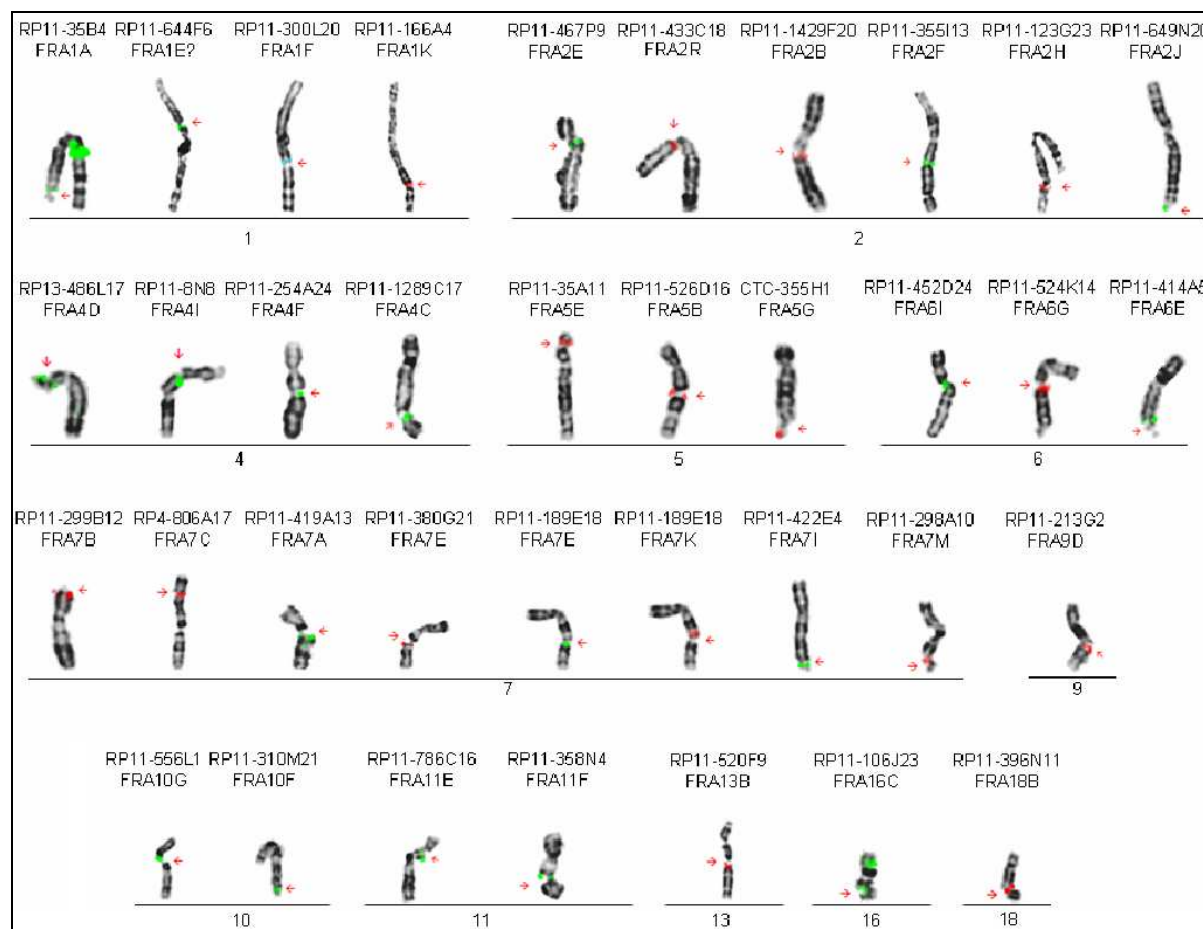 RP11-35B4 RP11-644F6 RP11-300L20 RP11-166A4 RP11-467P9 RP11-433C18 RP11-1429F20 RP11-355I13 RP11-123G23 RP11-649N20
FRA1A FRA1E? FRA1F FRA1K FRA2E FRA2R FRA2B FRA2F FRA2H FRA2J
1 2
RP13-486L17 RP11-8N8 RP11-254A24 RP11-1289C17 RP11-35A11 RP11-526D16 CTC-355H1 RP11-452D24 RP11-524K14 RP11-414A5
FRA4D FRA4I FRA4F FRA4C FRA5E FRA5B FRA5G FRA6I FRA6G FRA6E
4 5 6
RP11-299B12 RP4-806A17 RP11-419A13 RP11-380G21 RP11-189E18 RP11-189E18 RP11-422E4 RP11-298A10 RP11-213G2
FRA7B FRA7C FRA7A FRA7E FRA7E FRA7K FRA7I FRA7M FRA9D
7 9
RP11-556L1 RP11-310M21 RP11-786C16 RP11-358N4 RP11-520F9 RP11-106J23 RP11-396N11
FRA10G FRA10F FRA11E FRA11F FRA13B FRA16C FRA18B
10 11 13 16 18